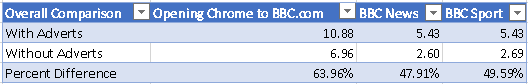 Overall Comparison Opening Chrome to BBC.com BBC News BBC Sport
With Adverts 10.88 5.43 5.43
Without Adverts 6.96 2.60 2.69
Percent Difference 63.96% 47.91% 49.59%